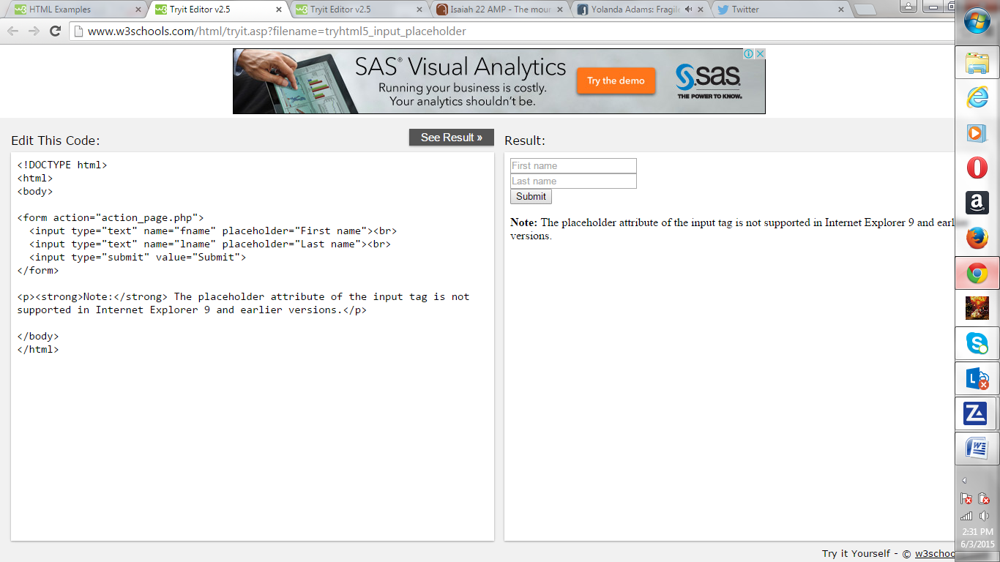 HTML Examples
Tryit Editor v2.5
Tryit Editor v2.5
Isaiah 22 AMP - The moun
Yolanda Adams: Fragile
Twitter
www.w3schools.com/html/tryit.asp?filename=tryhtml5_input_placeholder
SAS® Visual Analytics
Running your business is costly.
Your analytics shouldn't be.
Try the demo
sas
THE POWER TO KNOW.
Edit This Code:
See Result »
<!DOCTYPE html>
<html>
<body>
<form action="action_page.php">
<input type="text" name="fname" placeholder="First name"><br>
<input type="text" name="lname" placeholder="Last name"><br>
<input type="submit" value="Submit">
</form>
<p><strong>Note:</strong> The placeholder attribute of the input tag is not
supported in Internet Explorer 9 and earlier versions.</p>
</body>
</html>
Result:
First name
Last name
Submit
Note: The placeholder attribute of the input tag is not supported in Internet Explorer 9 and earl
versions.
Try it Yourself - © w3schoo
2:31 PM
6/3/2015